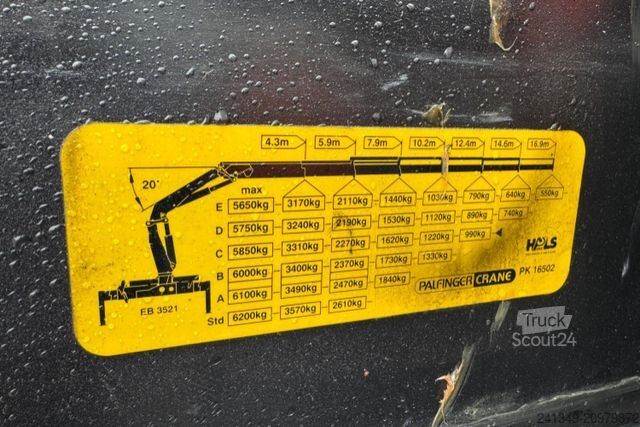 4.3m 5.9m 7.9m 10.2m 12.4m 14.6m 16.9m
20°
max
E 5650kg 3170kg 2110kg 1440kg 1030kg 790kg 640kg 550kg
D 5750kg 3240kg 2190kg 1530kg 1120kg 890kg 740kg
C 5850kg 3310kg 2270kg 1620kg 1220kg 990kg
B 6000kg 3400kg 2370kg 1730kg 1330kg
A 6100kg 3490kg 2470kg 1840kg
Std 6200kg 3570kg 2610kg
EB 3521
PALFINGER CRANE PK 16502
Truck
Scout24